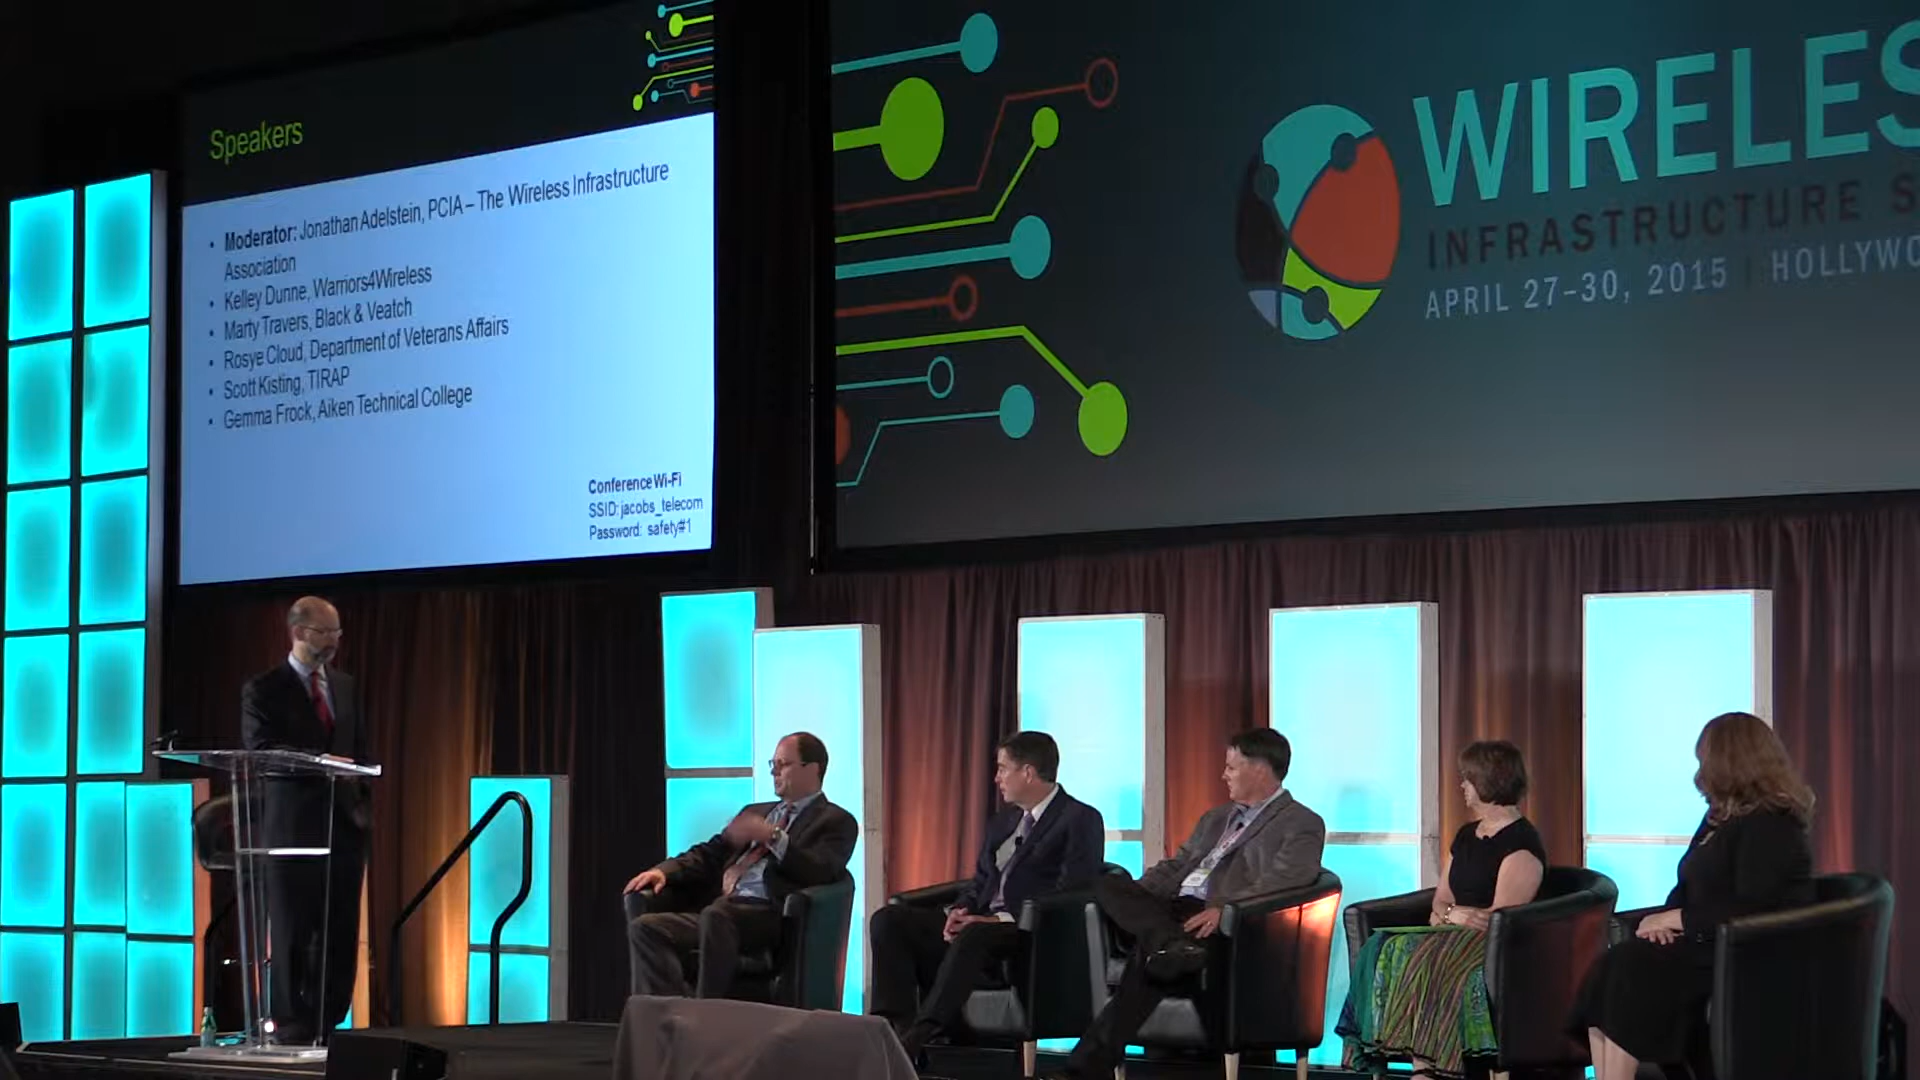 Speakers
• Moderator: Jonathan Adelstein, PCIA – The Wireless Infrastructure
Association
• Kelley Dunne, Warriors4Wireless
• Marty Travers, Black & Veatch
• Rosye Cloud, Department of Veterans Affairs
• Scott Kisting, TIRAP
• Gemma Frock, Aiken Technical College
Conference Wi-Fi
SSID: jacobs_telecom
Password: safety#1
WIRELES
INFRASTRUCTURE S
APRIL 27-30, 2015 | HOLLYWO